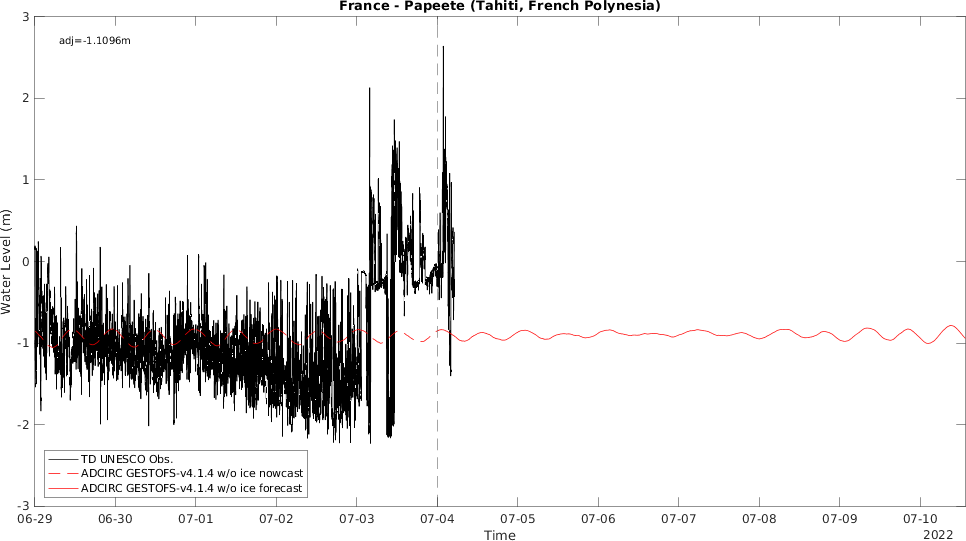 France - Papeete (Tahiti, French Polynesia)
adj=-1.1096m
3
2
1
0
-1
-2
-3
Water Level (m)
TD UNESCO Obs.
ADCIRC GESTOFS-v4.1.4 w/o ice nowcast
ADCIRC GESTOFS-v4.1.4 w/o ice forecast
06-29 06-30 07-01 07-02 07-03 07-04 07-05 07-06 07-07 07-08 07-09 07-10
Time
2022